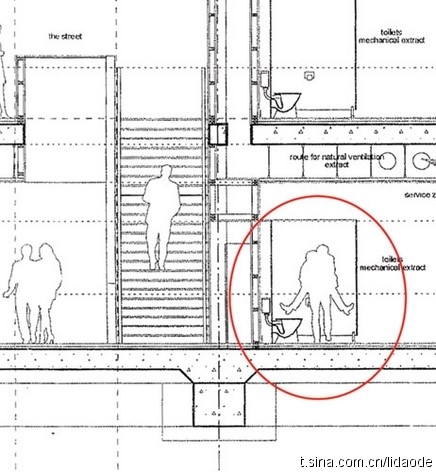 the street
toilets
mechanical extract
route for natural ventilation
extract
service z
toilets
mechanical extract
t.sina.com.cn/lidaode